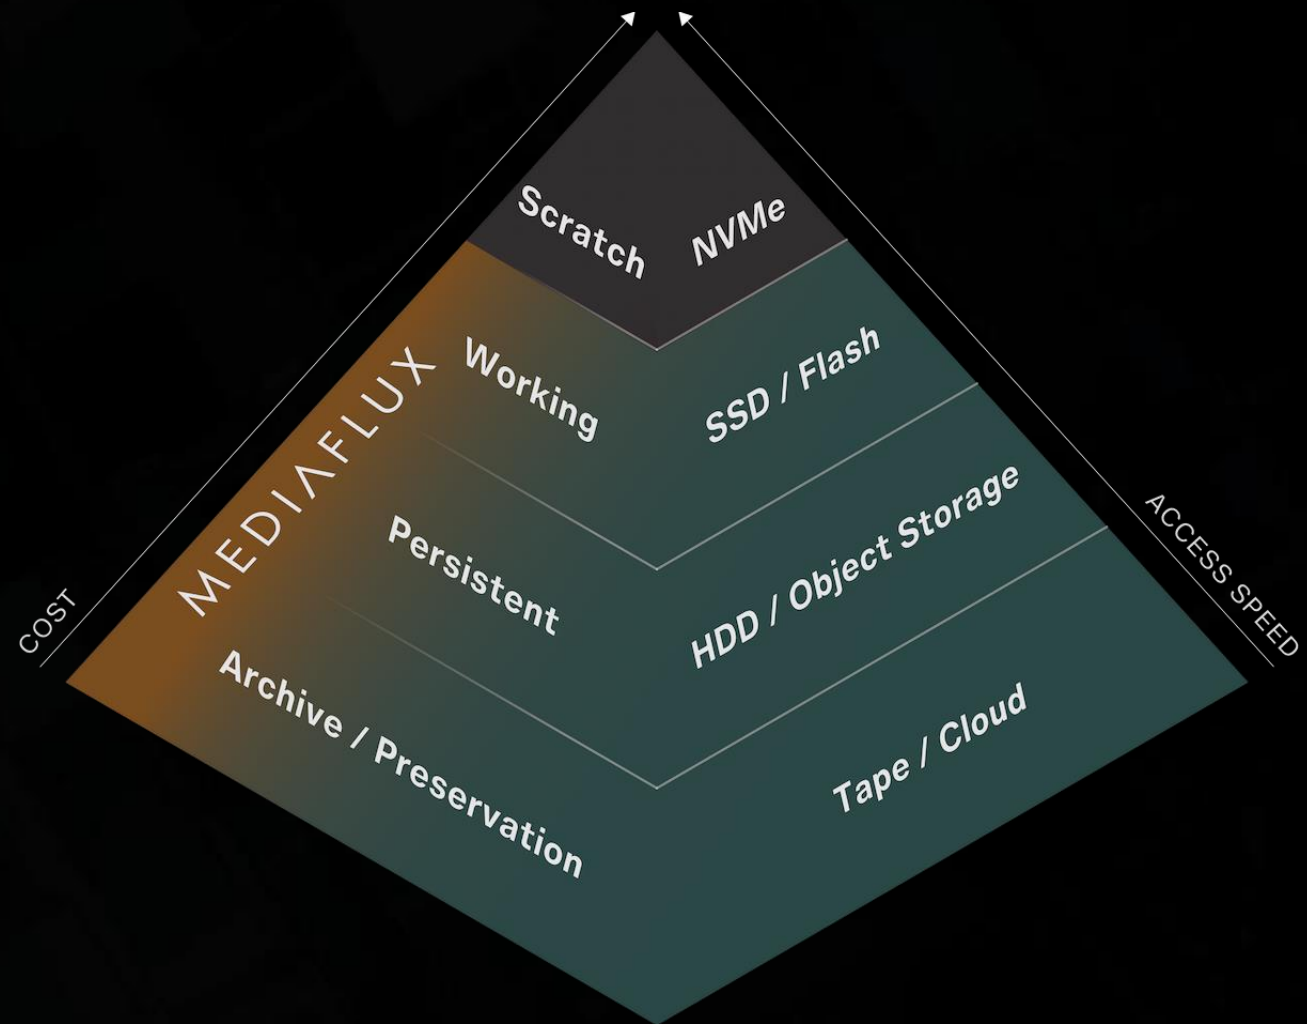 Scratch
NVMe
Working
SSD / Flash
MEDIAFLUX
Persistent
HDD / Object Storage
Archive / Preservation
Tape / Cloud
COST
ACCESS SPEED